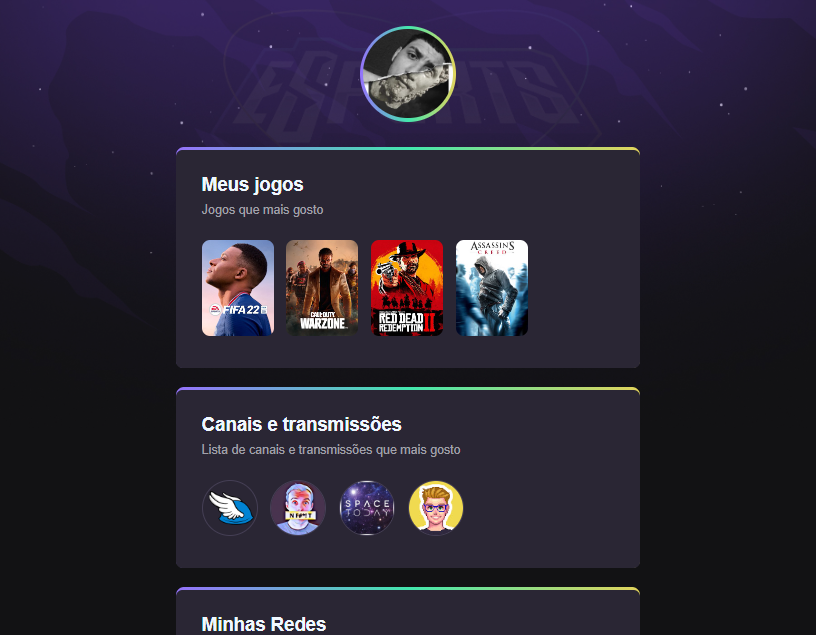 ESPORTS
Meus jogos
Jogos que mais gosto
FIFA 22
CALL OF DUTY
WARZONE
RED DEAD
REDEMPTION II
ASSASSIN'S
CREED
Canais e transmissões
Lista de canais e transmissões que mais gosto
SPACE
TODAY
Minhas Redes